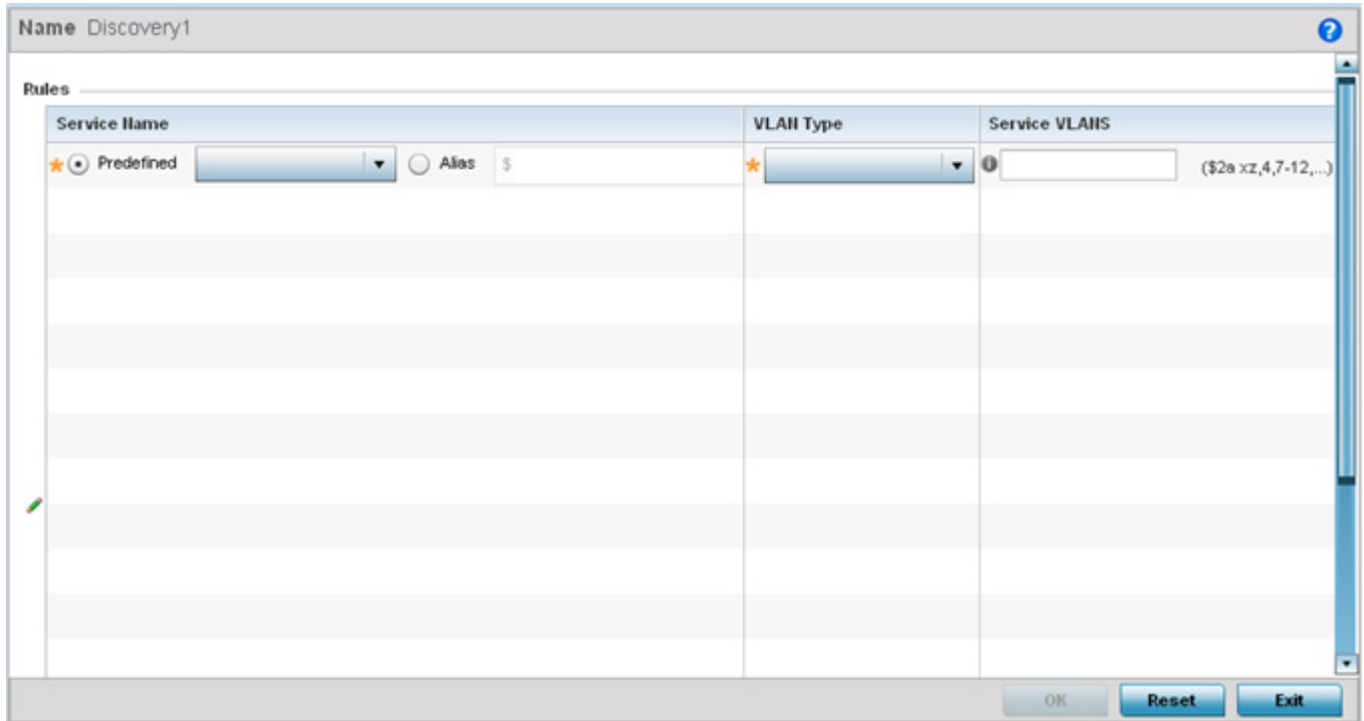 Name Discovery1
Rules
Service Name VLAN Type Service VLANS
Predefined Alias $ ($2a xz,4,7-12,...)
OK Reset Exit